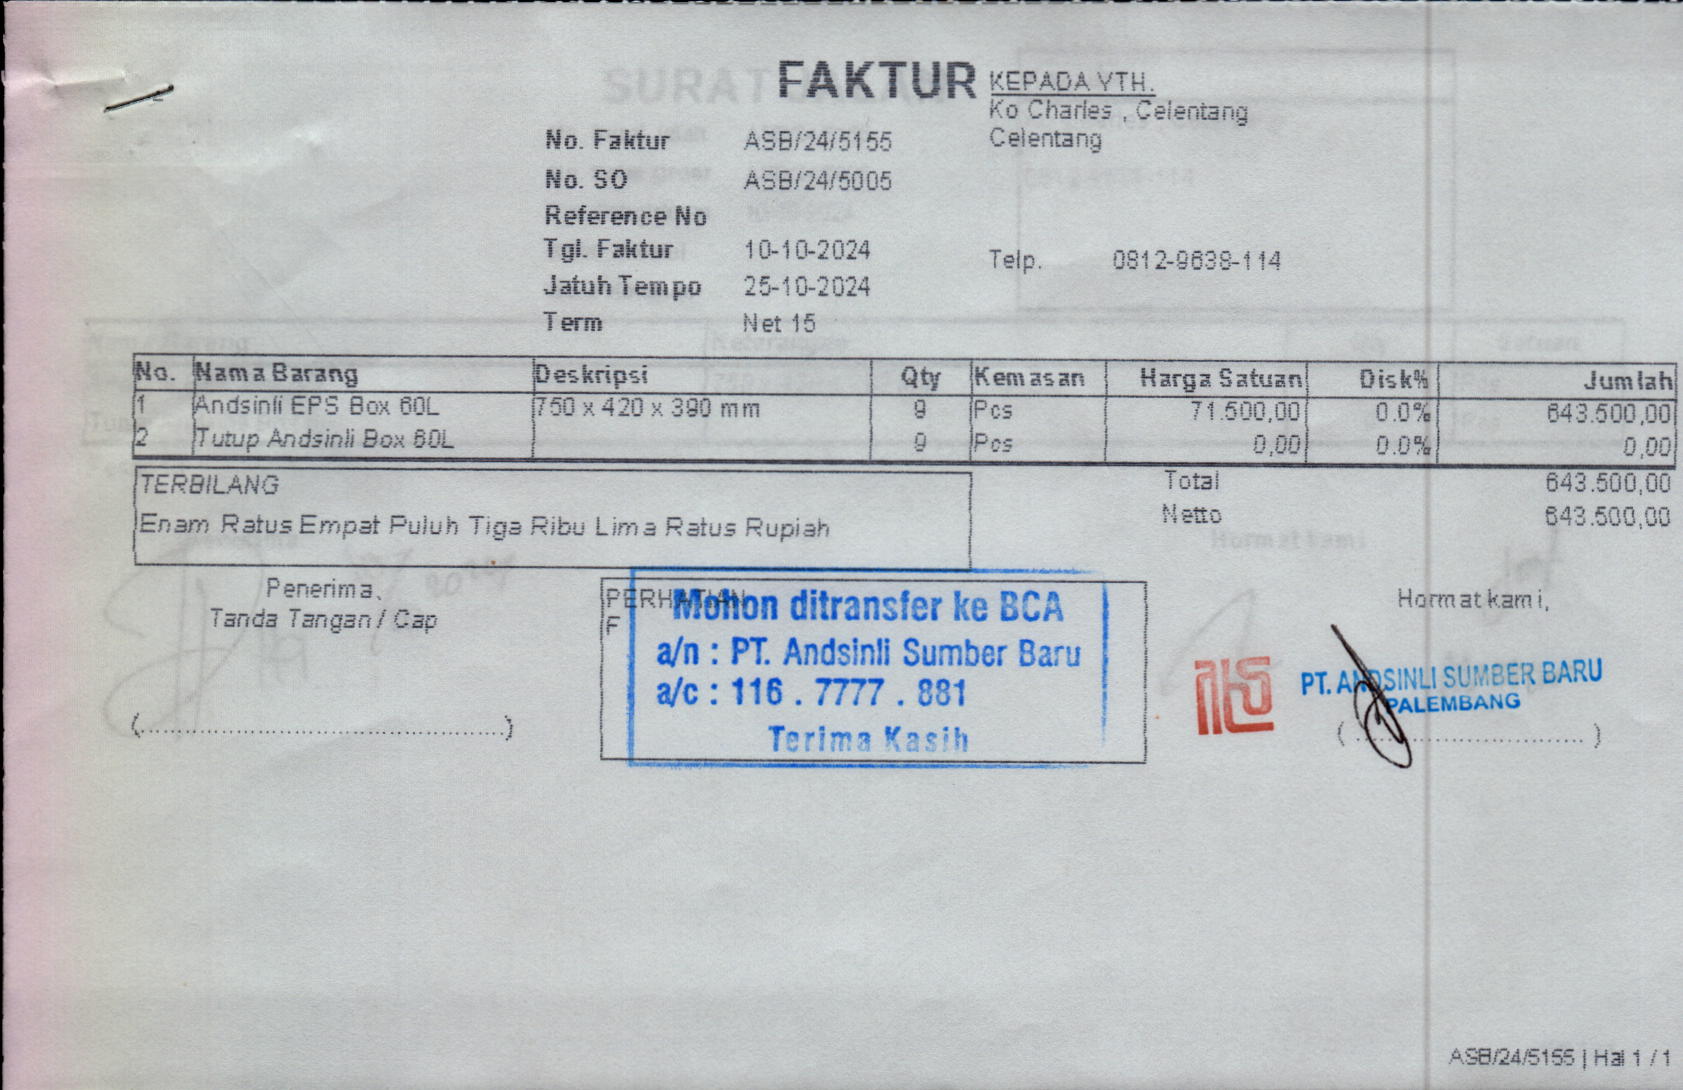 FAKTUR
No. Faktur ASB/24/5155
No. SO ASB/24/5005
Reference No
Tgl. Faktur 10-10-2024
Jatuh Tempo 25-10-2024
Term Net 15
KEPADA YTH.
Ko Charles , Celentang
Celentang
Telp. 0812-9638-114
No. Nama Barang Deskripsi Qty Kemasan Harga Satuan Disk% Jumlah
1 Andsinli EPS Box 60L 750 x 420 x 390 mm 9 Pcs 71.500,00 0.0% 643.500,00
2 Tutup Andsinli Box 60L 9 Pcs 0,00 0.0% 0,00
TERBILANG
Enam Ratus Empat Puluh Tiga Ribu Lima Ratus Rupiah
Total 643.500,00
Netto 643.500,00
Penerima,
Tanda Tangan / Cap
PERHATIAN
Mohon ditransfer ke BCA
a/n : PT. Andsinli Sumber Baru
a/c : 116 . 7777 . 881
Terima Kasih
Hormat kami,
PT. ANDSINLI SUMBER BARU
PALEMBANG
ASB/24/5155 | Hal 1 / 1